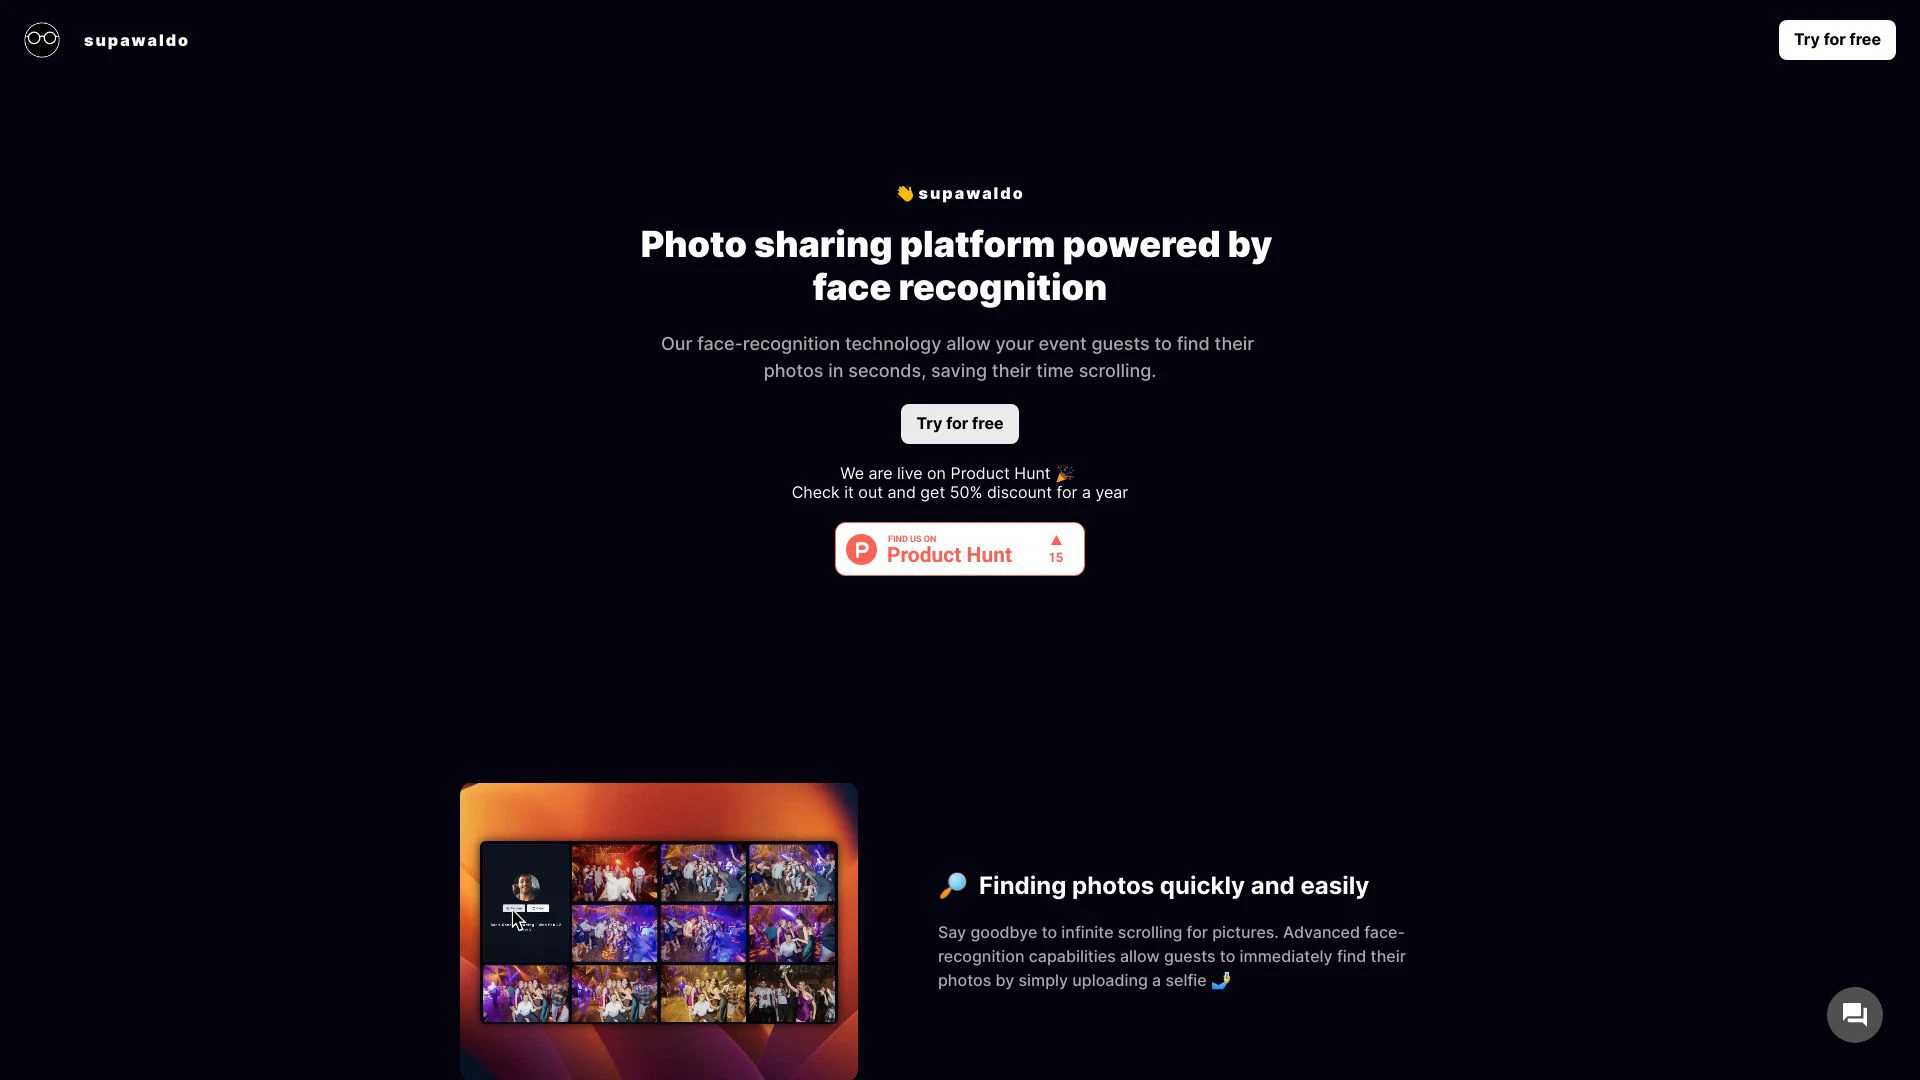 supawaldo
Try for free
👋 supawaldo
Photo sharing platform powered by
face recognition
Our face-recognition technology allow your event guests to find their
photos in seconds, saving their time scrolling.
Try for free
We are live on Product Hunt 🎉
Check it out and get 50% discount for a year
FIND US ON
Product Hunt
15
🔎 Finding photos quickly and easily
Say goodbye to infinite scrolling for pictures. Advanced face-
recognition capabilities allow guests to immediately find their
photos by simply uploading a selfie 🤳